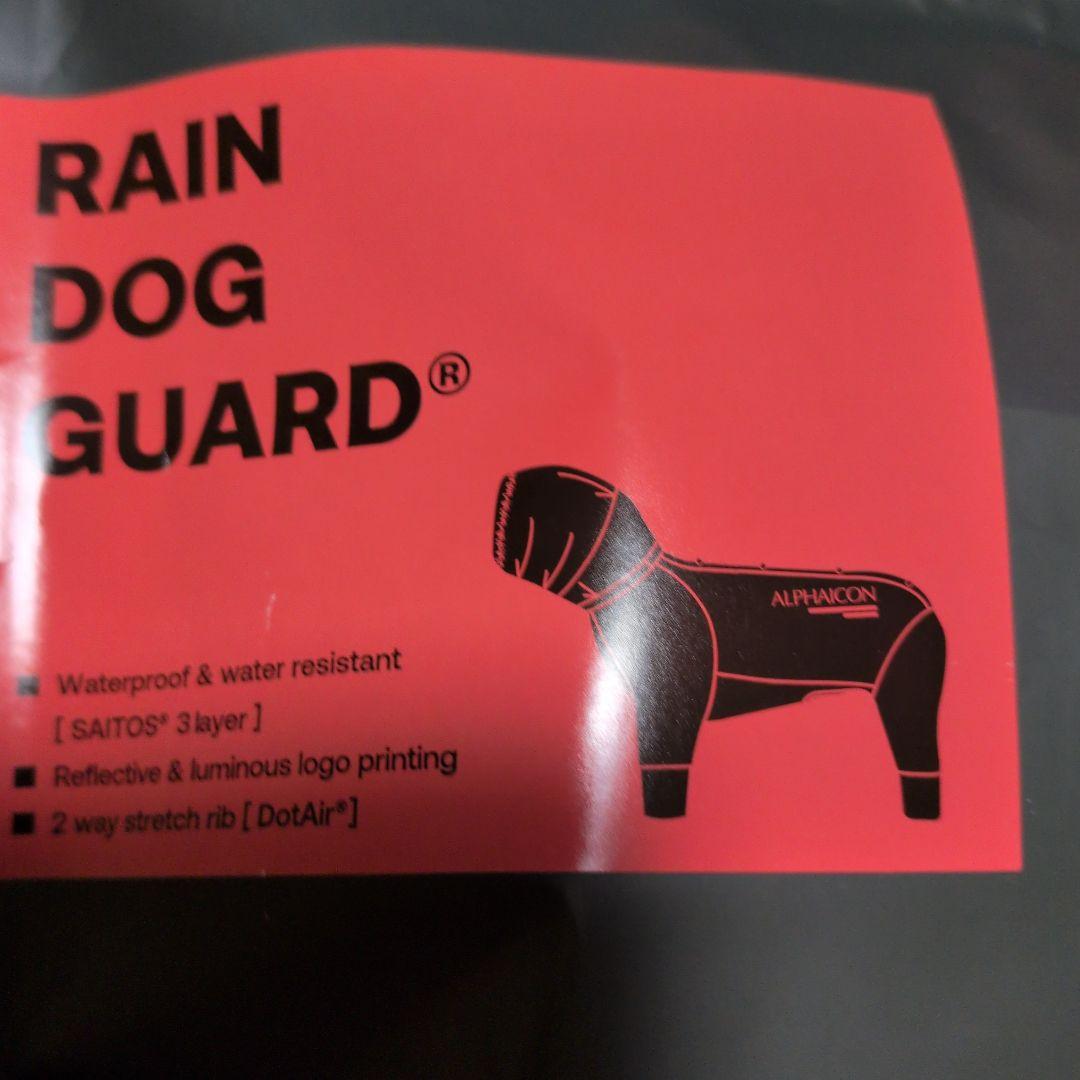 RAIN
DOG
GUARD®
ALPHAICON
■ Waterproof & water resistant
[ SAITOS® 3 layer ]
■ Reflective & luminous logo printing
■ 2 way stretch rib [ DotAir® ]